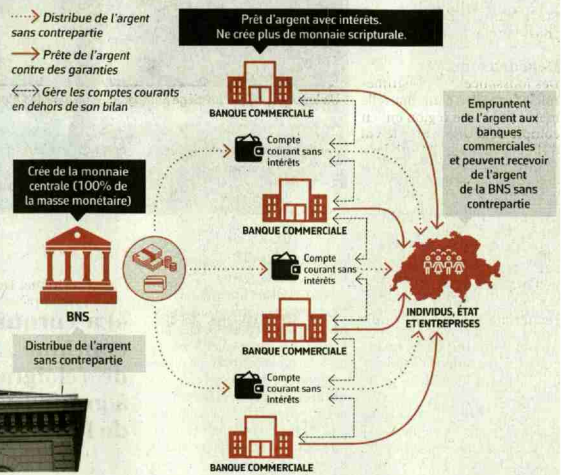 Distribue de l'argent
sans contrepartie
Prête de l'argent
contre des garanties
Gère les comptes courants
en dehors de son bilan
Prêt d'argent avec intérêts.
Ne crée plus de monnaie scripturale.
BANQUE COMMERCIALE
Compte
courant sans
intérêts
Empruntent
de l'argent aux
banques
commerciales
et peuvent recevoir
de l'argent
de la BNS sans
contrepartie
Crée de la monnaie
centrale (100% de
la masse monétaire)
BANQUE COMMERCIALE
BNS
Compte
courant sans
intérêts
INDIVIDUS, ÉTAT
ET ENTREPRISES
Distribue de l'argent
sans contrepartie
BANQUE COMMERCIALE
Compte
courant sans
intérêts
BANQUE COMMERCIALE